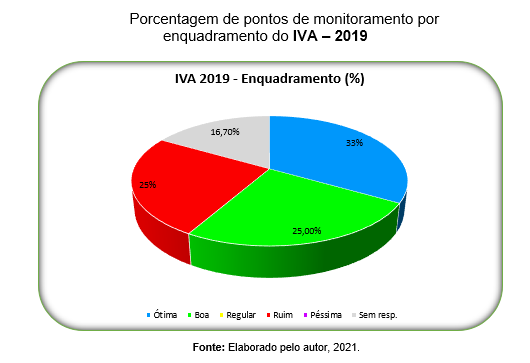 Porcentagem de pontos de monitoramento por
enquadramento do IVA – 2019
IVA 2019 - Enquadramento (%)
16,70%
33%
25%
25,00%
Ótima Boa Regular Ruim Péssima Sem resp.
Fonte: Elaborado pelo autor, 2021.